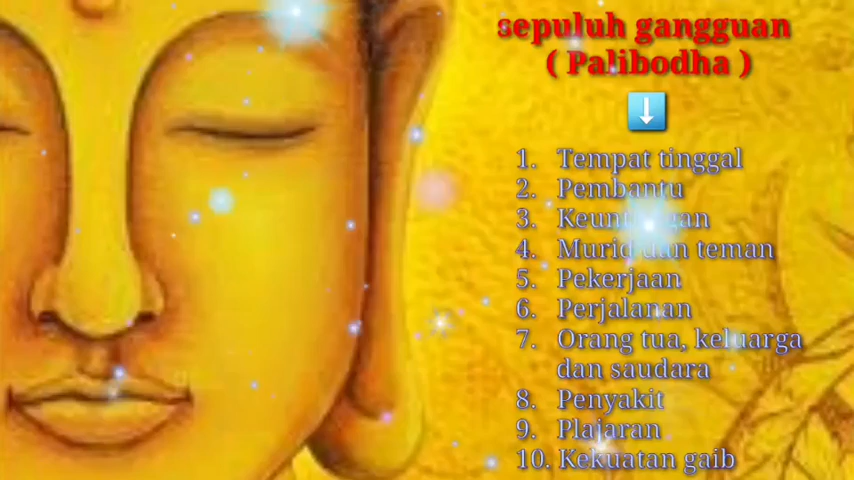 sepuluh gangguan
( Palibodha )
1. Tempat tinggal
2. Pembantu
3. Keuntungan
4. Murid dan teman
5. Pekerjaan
6. Perjalanan
7. Orang tua, keluarga
dan saudara
8. Penyakit
9. Plajaran
10. Kekuatan gaib